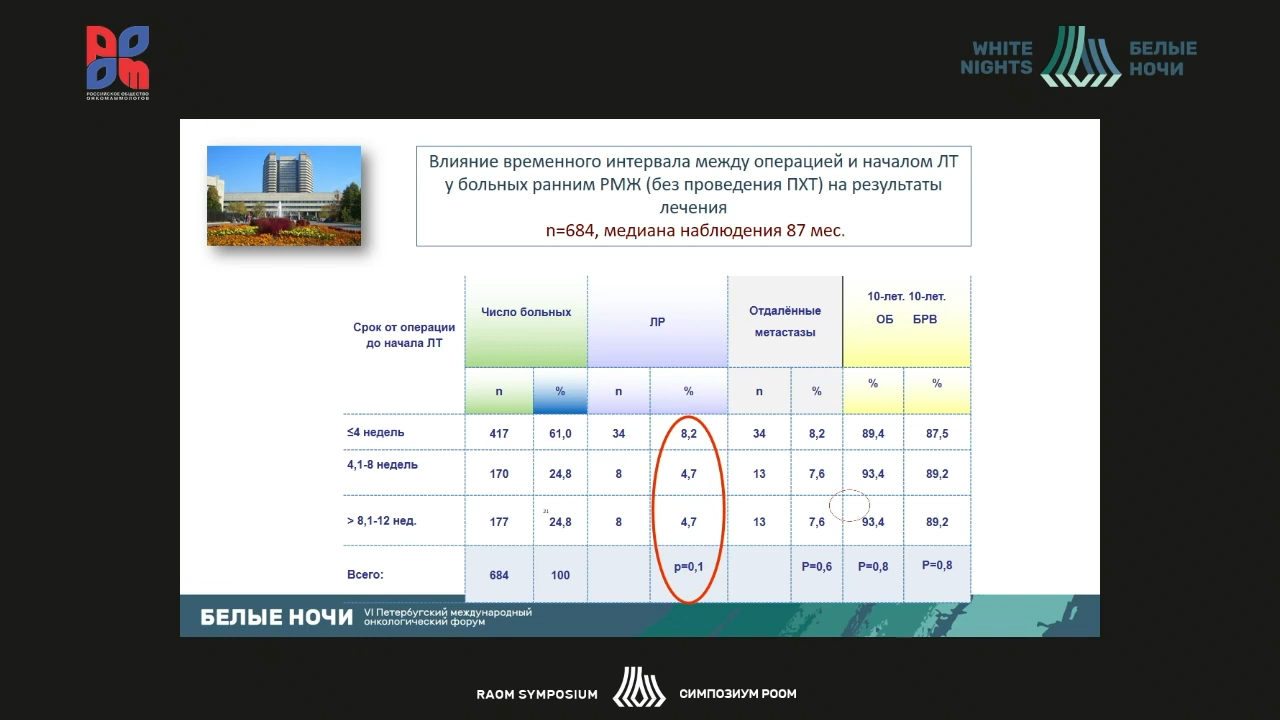 РОССИЙСКОЕ ОБЩЕСТВО
ОНКОМАММОЛОГОВ
WHITE
NIGHTS
БЕЛЫЕ
НОЧИ
Влияние временного интервала между операцией и началом ЛТ
у больных ранним РМЖ (без проведения ПХТ) на результаты
лечения
n=684, медиана наблюдения 87 мес.
Срок от операции
до начала ЛТ
Число больных
ЛР
Отдалённые
метастазы
10-лет. 10-лет.
ОБ БРВ
n % n % n % % %
≤4 недель 417 61,0 34 8,2 34 8,2 89,4 87,5
4,1-8 недель 170 24,8 8 4,7 13 7,6 93,4 89,2
> 8,1-12 нед. 177 24,8 8 4,7 13 7,6 93,4 89,2
21
Всего: 684 100 p=0,1 P=0,6 P=0,8 P=0,8
БЕЛЫЕ НОЧИ
VI Петербугский международный
онкологический форум
RAOM SYMPOSIUM
СИМПОЗИУМ РООМ